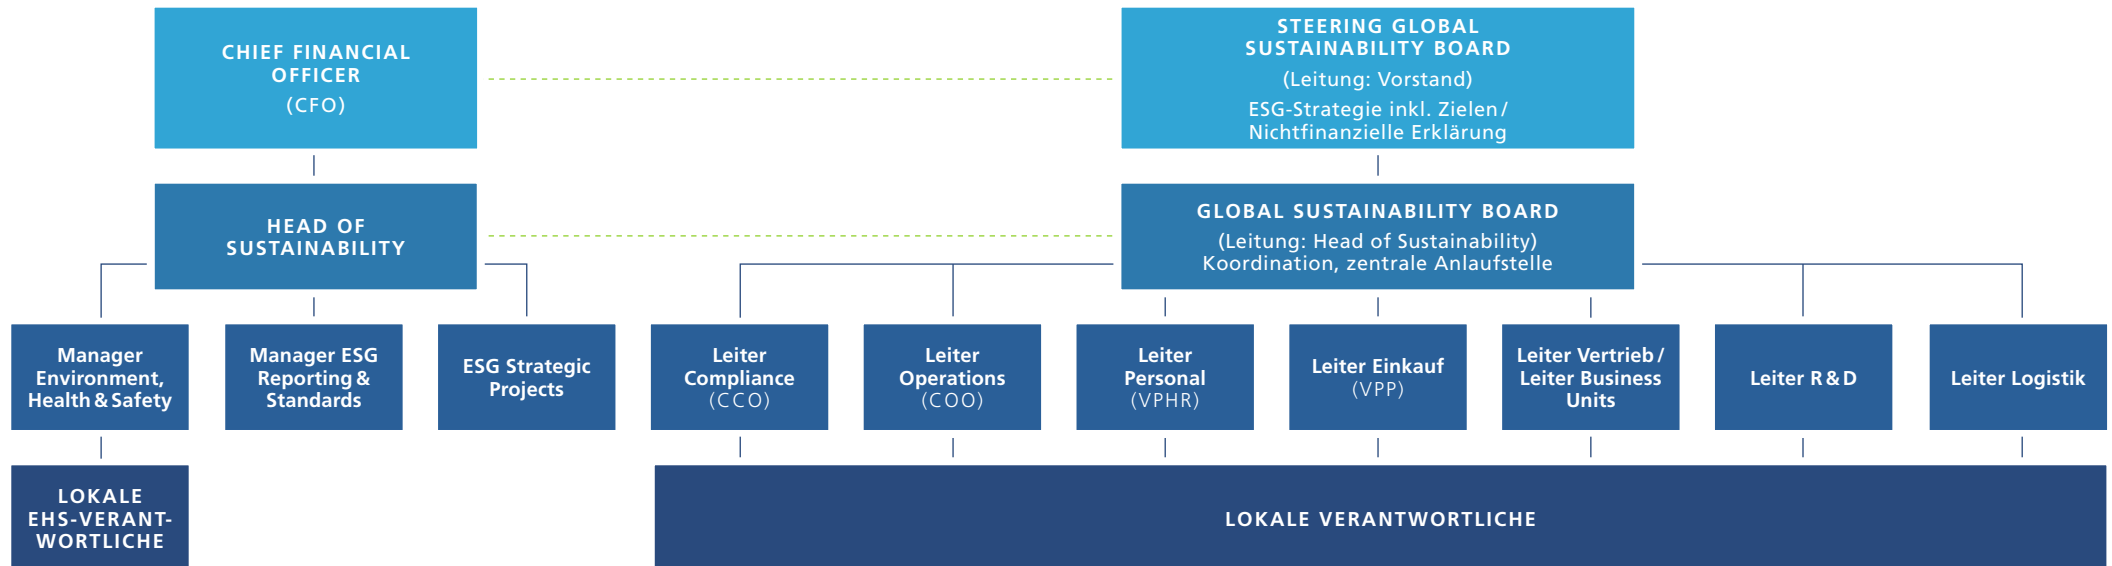 CHIEF FINANCIAL
OFFICER
(CFO)
STEERING GLOBAL
SUSTAINABILITY BOARD
(Leitung: Vorstand)
ESG-Strategie inkl. Zielen /
Nichtfinanzielle Erklärung
HEAD OF
SUSTAINABILITY
GLOBAL SUSTAINABILITY BOARD
(Leitung: Head of Sustainability)
Koordination, zentrale Anlaufstelle
Manager
Environment,
Health & Safety
Manager ESG
Reporting &
Standards
ESG Strategic
Projects
Leiter
Compliance
(CCO)
Leiter
Operations
(COO)
Leiter
Personal
(VPHR)
Leiter Einkauf
(VPP)
Leiter Vertrieb /
Leiter Business
Units
Leiter R & D
Leiter Logistik
LOKALE
EHS-VERANT-
WORTLICHE
LOKALE VERANTWORTLICHE